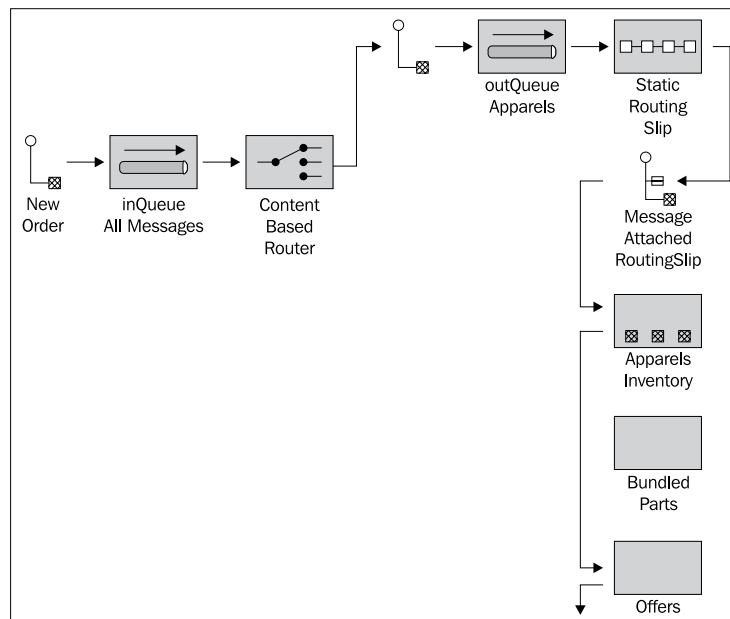 New
Order
inQueue
All Messages
Content
Based
Router
outQueue
Apparels
Static
Routing
Slip
Message
Attached
RoutingSlip
Apparels
Inventory
Bundled
Parts
Offers